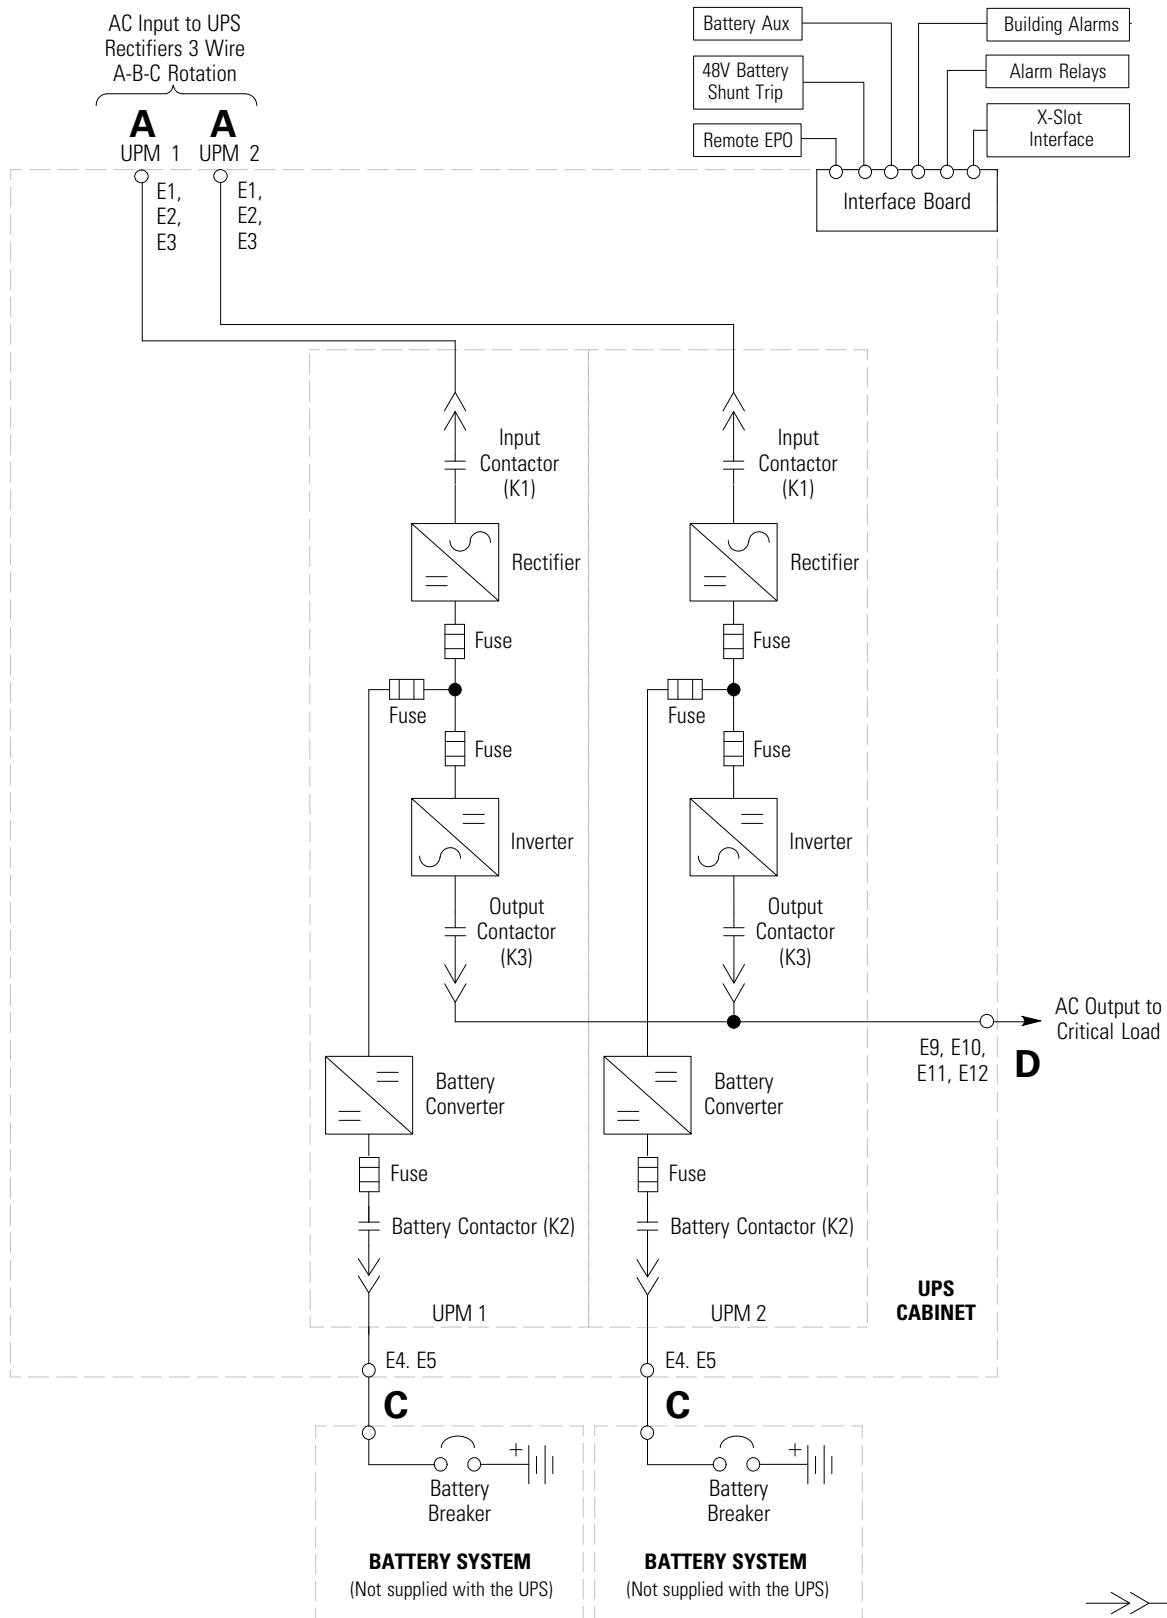 AC Input to UPS
Rectifiers 3 Wire
A-B-C Rotation
A A
UPM 1 UPM 2
E1,
E2,
E3
E1,
E2,
E3
Battery Aux
48V Battery
Shunt Trip
Remote EPO
Building Alarms
Alarm Relays
X-Slot
Interface
Interface Board
Input
Contactor
(K1)
Input
Contactor
(K1)
Rectifier
Rectifier
Fuse
Fuse
Fuse
Fuse
Fuse
Fuse
Inverter
Inverter
Output
Contactor
(K3)
Output
Contactor
(K3)
AC Output to
Critical Load
E9, E10,
E11, E12
D
Battery
Converter
Battery
Converter
Fuse
Fuse
Battery Contactor (K2)
Battery Contactor (K2)
UPM 1
UPM 2
UPS
CABINET
E4. E5
E4. E5
C
C
+
+
Battery
Breaker
Battery
Breaker
BATTERY SYSTEM
(Not supplied with the UPS)
BATTERY SYSTEM
(Not supplied with the UPS)